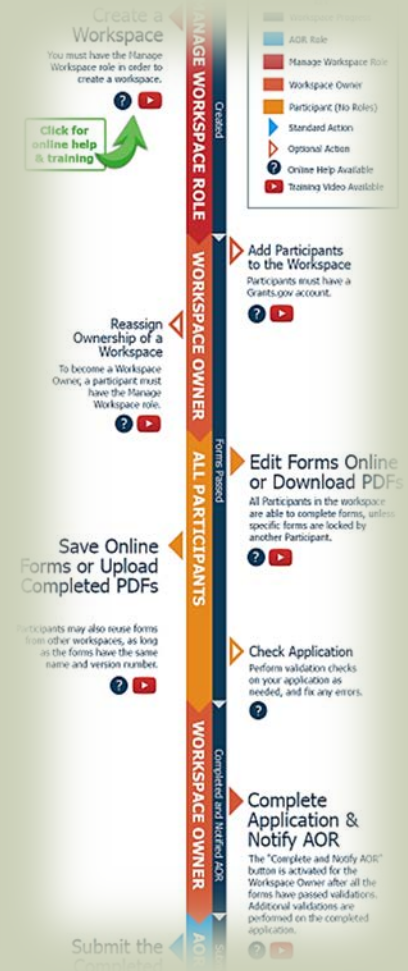 Create a
Workspace
You must have the Manage
Workspace role in order to
create a workspace.
Click for
online help
& training
MANAGE WORKSPACE ROLE
Created
Workspace Progress
AOR Role
Manage Workspace Role
Workspace Owner
Participant (No Roles)
Standard Action
Optional Action
Online Help Available
Training Video Available
WORKSPACE OWNER
Add Participants
to the Workspace
Participants must have a
Grants.gov account.
Reassign
Ownership of a
Workspace
To become a Workspace
Owner, a participant must
have the Manage
Workspace role.
Forms Passed
ALL PARTICIPANTS
Edit Forms Online
or Download PDFs
All Participants in the workspace
are able to complete forms, unless
specific forms are locked by
another Participant.
Save Online
Forms or Upload
Completed PDFs
Participants may also reuse forms
from other workspaces, as long
as the forms have the same
name and version number.
Check Application
Perform validation checks
on your application as
needed, and fix any errors.
WORKSPACE OWNER
Completed and Notified AOR
Complete
Application &
Notify AOR
The "Complete and Notify AOR"
button is activated for the
Workspace Owner after all the
forms have passed validations.
Additional validations are
performed on the completed
application.
AOR
Submit the
Completed